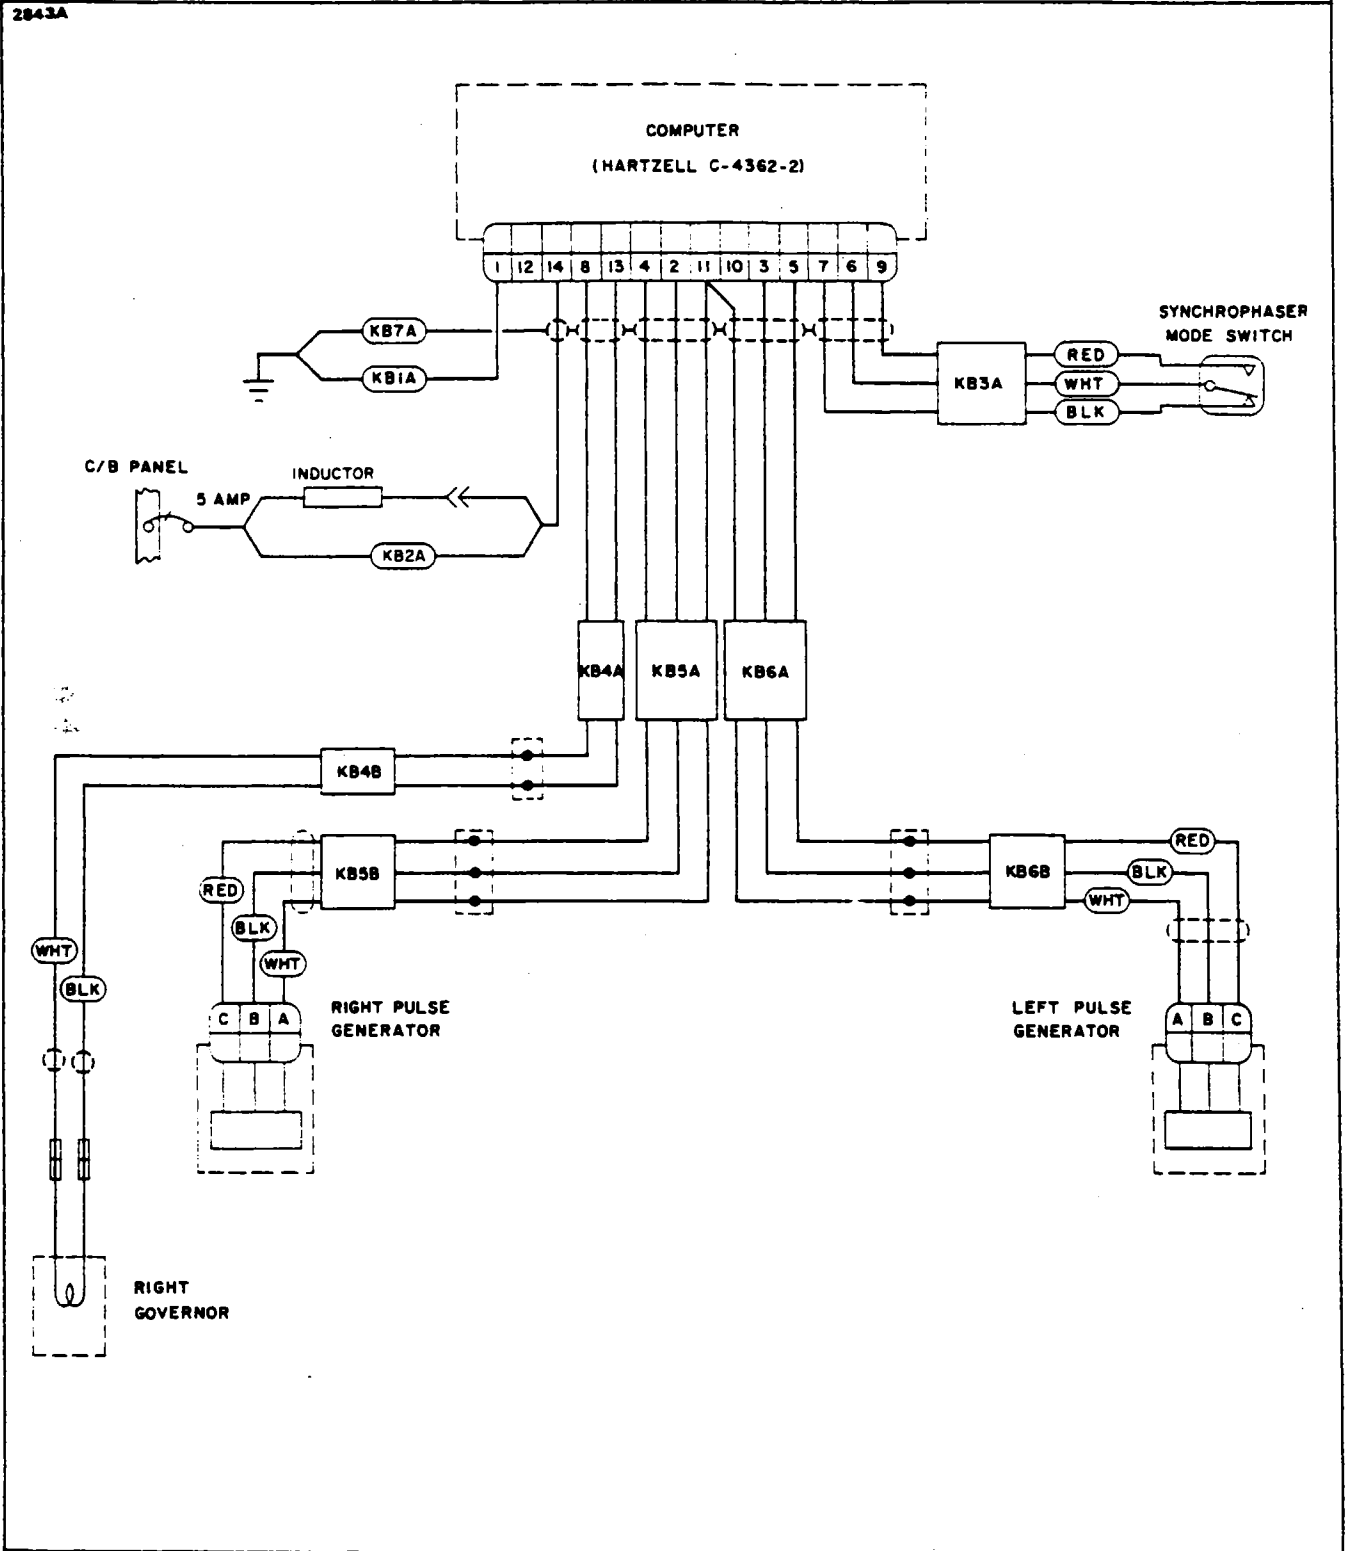 2843A
COMPUTER
(HARTZELL C-4362-2)
1 12 14 8 13 4 2 11 10 3 5 7 6 9
SYNCHROPHASER
MODE SWITCH
KB7A
KB1A
KB3A
RED
WHT
BLK
C/B PANEL
5 AMP
INDUCTOR
KB2A
KB4A
KB5A
KB6A
KB4B
KB5B
KB6B
RED
BLK
WHT
RED
BLK
WHT
WHT
BLK
C B A
RIGHT PULSE
GENERATOR
LEFT PULSE
GENERATOR
A B C
RIGHT
GOVERNOR